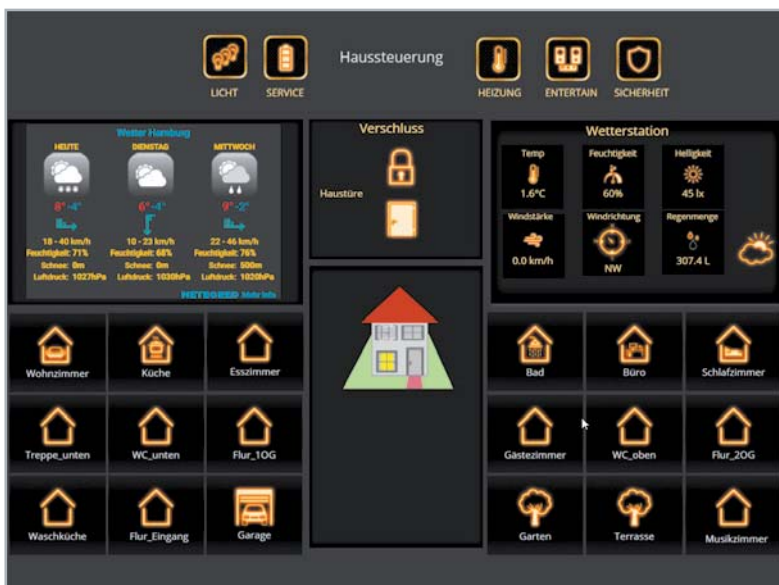 Haussteuerung
LICHT
SERVICE
HEIZUNG
ENTERTAIN
SICHERHEIT
Wetter Hamburg
HEUTE
DIENSTAG
MITTWOCH
8° -4°
6° -4°
9° -2°
18 - 40 km/h
10 - 23 km/h
22 - 46 km/h
Feuchtigkeit: 71%
Feuchtigkeit: 68%
Feuchtigkeit: 76%
Schnee: 0m
Schnee: 0m
Schnee: 500m
Luftdruck: 1027hPa
Luftdruck: 1030hPa
Luftdruck: 1020hPa
METEORED Mehr Info
Verschluss
Haustüre
Wetterstation
Temp
Feuchtigkeit
Helligkeit
1.6°C
60%
45 lx
Windstärke
Windrichtung
Regenmenge
0.0 km/h
NW
307.4 L
Wohnzimmer
Küche
Esszimmer
Treppe_unten
WC_unten
Flur_1OG
Waschküche
Flur_Eingang
Garage
Bad
Büro
Schlafzimmer
Gästezimmer
WC_oben
Flur_2OG
Garten
Terrasse
Musikzimmer